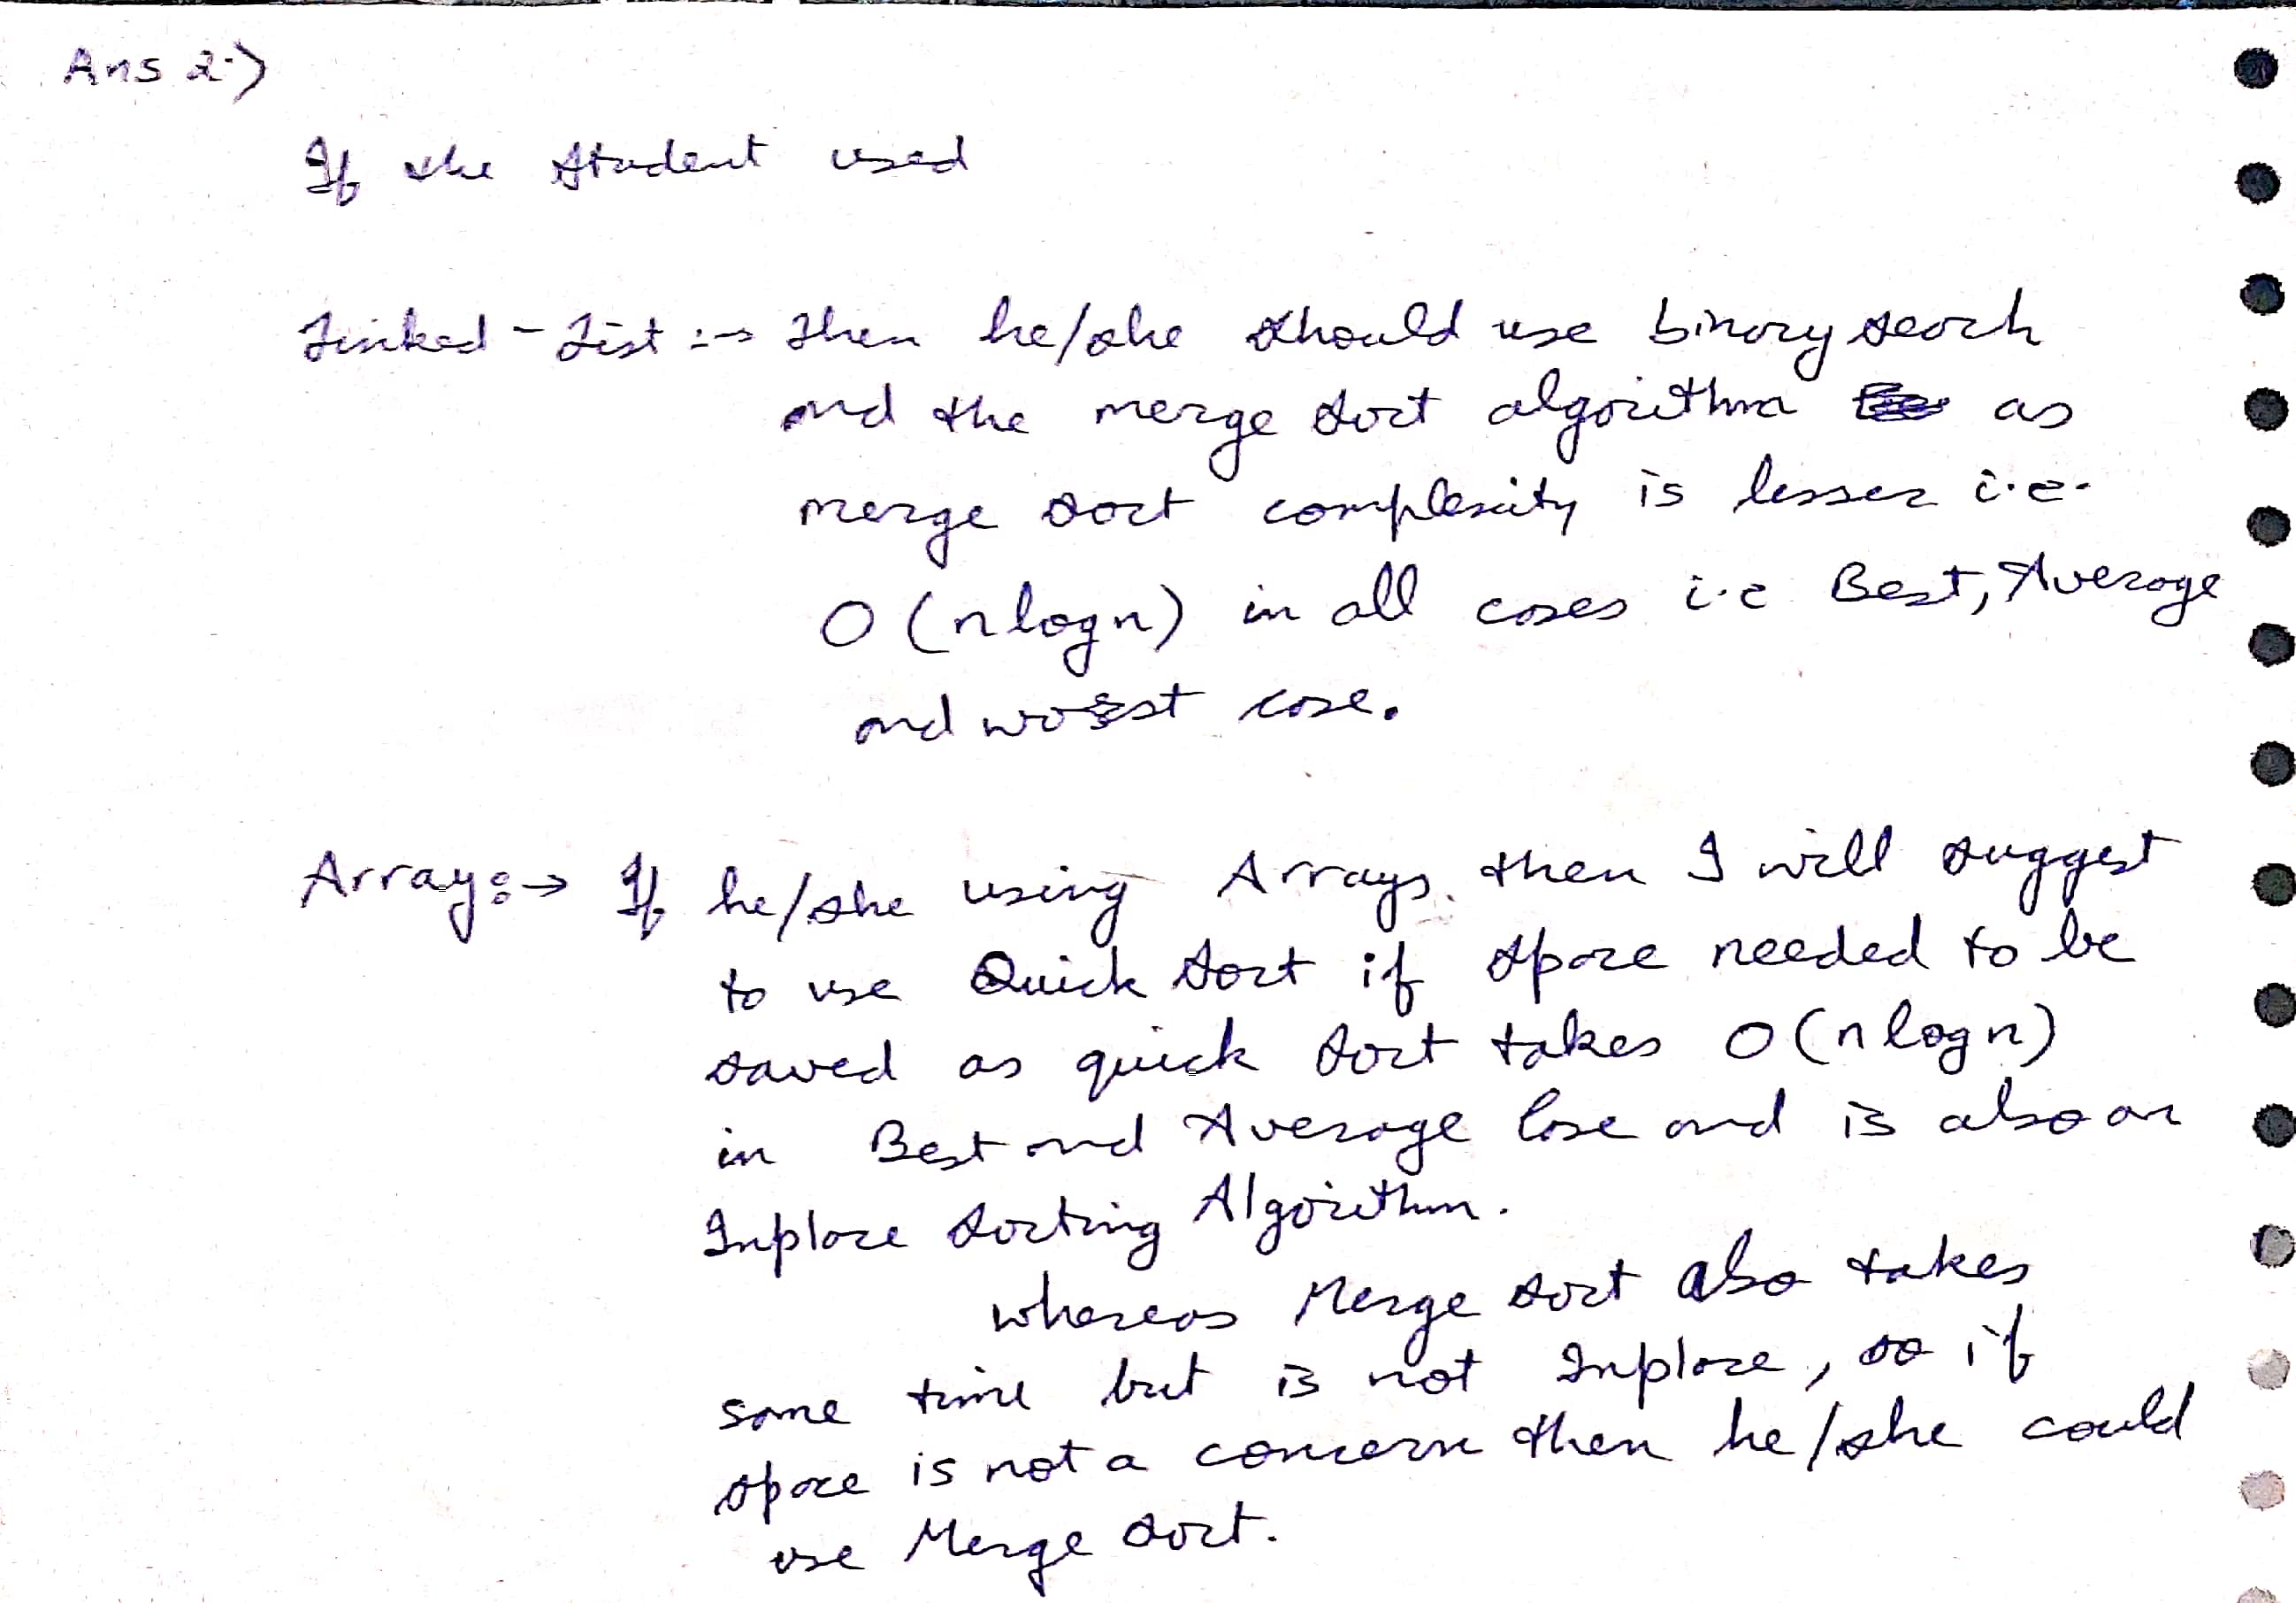 Ans 2.)
If the student used
Linked-List :→ Then he/she should use binary search
and the merge sort algorithm as
merge sort complexity is lesser i.e.
O(nlogn) in all cases i.e Best, Average
and worst case.
Array:→ If he/she using Arrays then I will suggest
to use Quick sort if space needed to be
saved as quick sort takes O(nlogn)
in Best and Average Case and is also an
Inplace sorting Algorithm.
whereas Merge sort also takes
same time but is not Inplace, so if
space is not a concern then he/she could
use Merge sort.